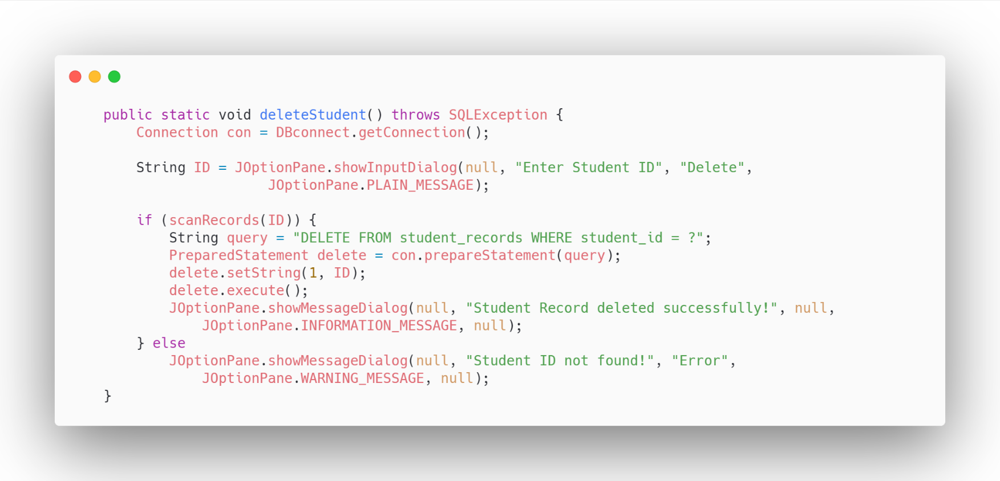 public static void deleteStudent() throws SQLException {
    Connection con = DBconnect.getConnection();
    String ID = JOptionPane.showInputDialog(null, "Enter Student ID", "Delete",
                    JOptionPane.PLAIN_MESSAGE);
    if (scanRecords(ID)) {
        String query = "DELETE FROM student_records WHERE student_id = ?";
        PreparedStatement delete = con.prepareStatement(query);
        delete.setString(1, ID);
        delete.execute();
        JOptionPane.showMessageDialog(null, "Student Record deleted successfully!", null,
            JOptionPane.INFORMATION_MESSAGE, null);
    } else
        JOptionPane.showMessageDialog(null, "Student ID not found!", "Error",
            JOptionPane.WARNING_MESSAGE, null);
}